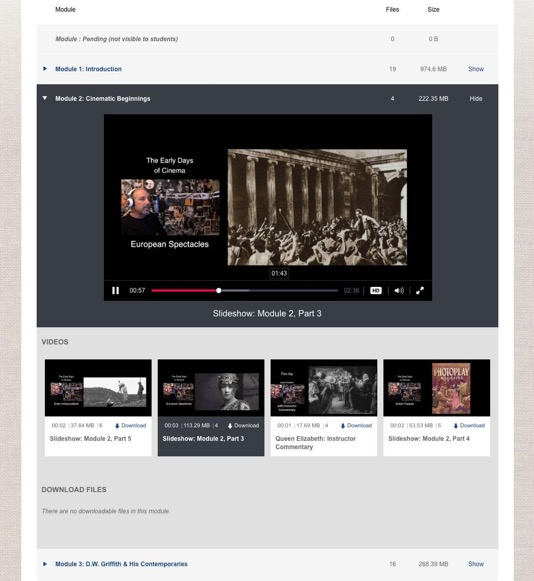 Module Files Size
Module : Pending (not visible to students) 0 0 B
Module 1: Introduction 19 974.6 MB Show
Module 2: Cinematic Beginnings 4 222.35 MB Hide
The Early Days
of Cinema
European Spectacles
01:43
00:57 02:36 HD
Slideshow: Module 2, Part 3
VIDEOS
00:02 | 37.84 MB | 6 Download
Slideshow: Module 2, Part 5
00:03 | 113.29 MB | 4 Download
Slideshow: Module 2, Part 3
00:01 | 17.69 MB | 4 Download
Queen Elizabeth: Instructor
Commentary
00:02 | 53.53 MB | 5 Download
Slideshow: Module 2, Part 4
PHOTOPLAY
DOWNLOAD FILES
There are no downloadable files in this module.
Module 3: D.W. Griffith & His Contemporaries 16 268.39 MB Show